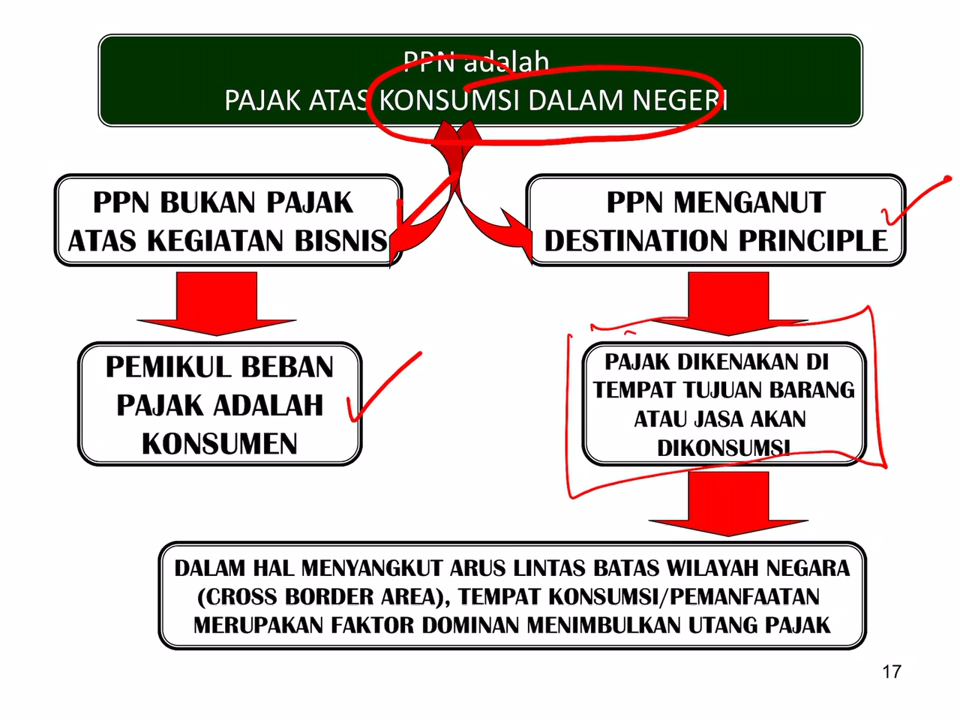 PPN adalah
PAJAK ATAS KONSUMSI DALAM NEGERI
PPN BUKAN PAJAK
ATAS KEGIATAN BISNIS
PPN MENGANUT
DESTINATION PRINCIPLE
PEMIKUL BEBAN
PAJAK ADALAH
KONSUMEN
PAJAK DIKENAKAN DI
TEMPAT TUJUAN BARANG
ATAU JASA AKAN
DIKONSUMSI
DALAM HAL MENYANGKUT ARUS LINTAS BATAS WILAYAH NEGARA
(CROSS BORDER AREA), TEMPAT KONSUMSI/PEMANFAATAN
MERUPAKAN FAKTOR DOMINAN MENIMBULKAN UTANG PAJAK
17